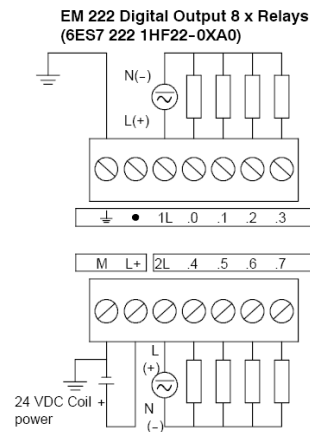 EM 222 Digital Output 8 x Relays
(6ES7 222 1HF22-0XA0)
N(-)
L(+)
1L .0 .1 .2 .3
M L+ 2L .4 .5 .6 .7
L
(+)
24 VDC Coil +
power
N
(-)